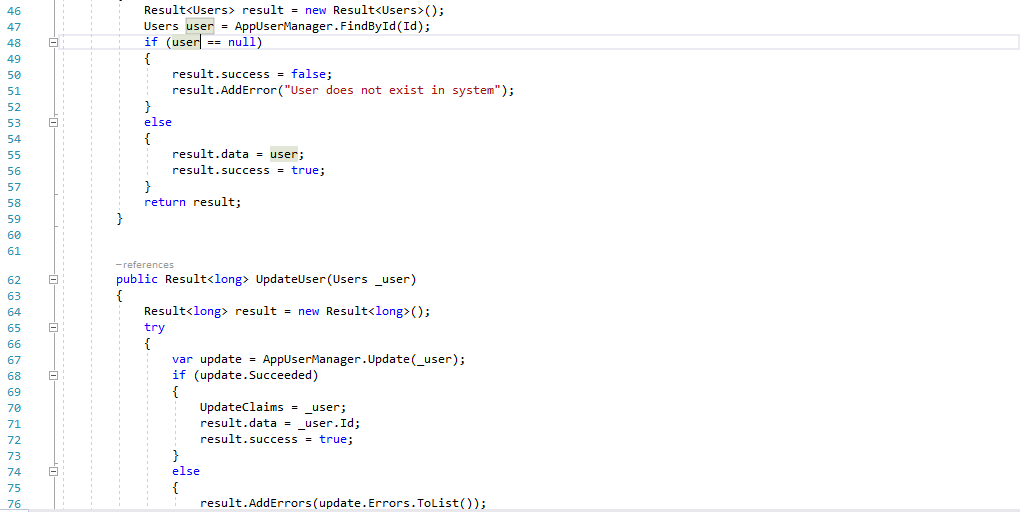 46 Result<Users> result = new Result<Users>();
47 Users user = AppUserManager.FindById(Id);
48 if (user == null)
49 {
50 result.success = false;
51 result.AddError("User does not exist in system");
52 }
53 else
54 {
55 result.data = user;
56 result.success = true;
57 }
58 return result;
59 }
60
61
–references
62 public Result<long> UpdateUser(Users _user)
63 {
64 Result<long> result = new Result<long>();
65 try
66 {
67 var update = AppUserManager.Update(_user);
68 if (update.Succeeded)
69 {
70 UpdateClaims = _user;
71 result.data = _user.Id;
72 result.success = true;
73 }
74 else
75 {
76 result.AddErrors(update.Errors.ToList());